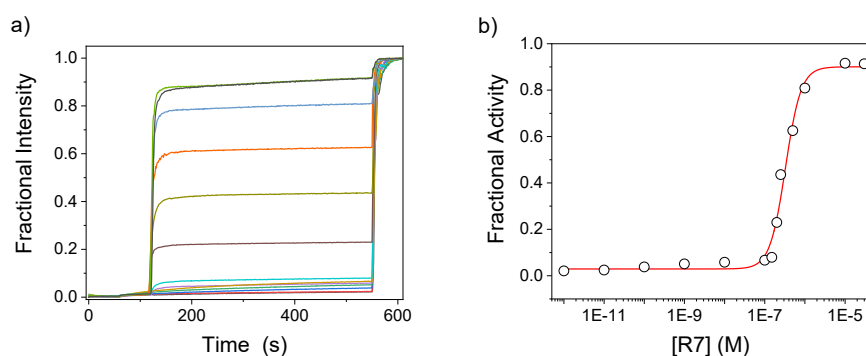 a)
Fractional Intensity
1.0
0.8
0.6
0.4
0.2
0.0
0 200 400 600
Time (s)
b)
Fractional Activity
1.0
0.8
0.6
0.4
0.2
0.0
1E-11 1E-9 1E-7 1E-5
[R7] (M)